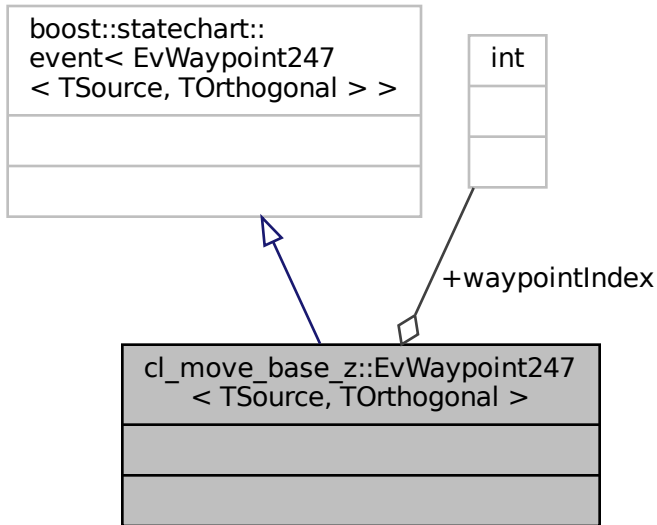 boost::statechart::
event< EvWaypoint247
< TSource, TOrthogonal > >
int
+waypointIndex
cl_move_base_z::EvWaypoint247
< TSource, TOrthogonal >